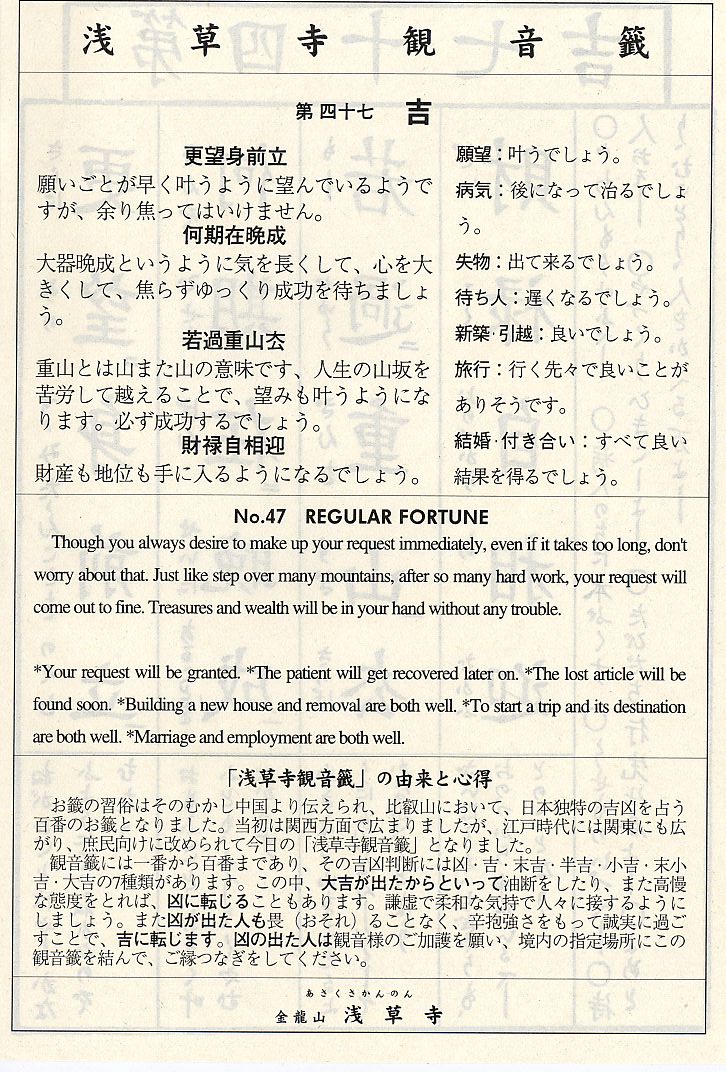 浅草寺観音籤
第四十七 吉
更望身前立
願いごとが早く叶うように望んでいるようで
すが、余り焦ってはいけません。
何期在晩成
大器晩成というように気を長くして、心を大
きくして、焦らずゆっくり成功を待ちましょ
う。
若過重山去
重山とは山また山の意味です、人生の山坂を
苦労して越えることで、望みも叶うようにな
ります。必ず成功するでしょう。
財禄自相迎
財産も地位も手に入るようになるでしょう。
願望：叶うでしょう。
病気：後になって治るでしょ
う。
失物：出て来るでしょう。
待ち人：遅くなるでしょう。
新築·引越：良いでしょう。
旅行：行く先々で良いことが
ありそうです。
結婚·付き合い：すべて良い
結果を得るでしょう。
No.47 REGULAR FORTUNE
Though you always desire to make up your request immediately, even if it takes too long, don't
worry about that. Just like step over many mountains, after so many hard work, your request will
come out to fine. Treasures and wealth will be in your hand without any trouble.
*Your request will be granted. *The patient will get recovered later on. *The lost article will be
found soon. *Building a new house and removal are both well. *To start a trip and its destination
are both well. *Marriage and employment are both well.
「浅草寺観音籤」の由来と心得
お籤の習俗はそのむかし中国より伝えられ、比叡山において、日本独特の吉凶を占う
百番のお籤となりました。当初は関西方面で広まりましたが、江戸時代には関東にも広
がり、庶民向けに改められて今日の「浅草寺観音籤」となりました。
観音籤には一番から百番まであり、その吉凶判断には凶·吉·末吉·半吉·小吉·末小
吉·大吉の7種類があります。この中、大吉が出たからといって油断をしたり、また高慢
な態度をとれば、凶に転じることもあります。謙虚で柔和な気持で人々に接するように
しましょう。また凶が出た人も畏（おそれ）ることなく、辛抱強さをもって誠実に過ご
すことで、吉に転じます。凶の出た人は観音様のご加護を願い、境内の指定場所にこの
観音籤を結んで、ご縁つなぎをしてください。
あさくさかんのん
金龍山 浅草寺